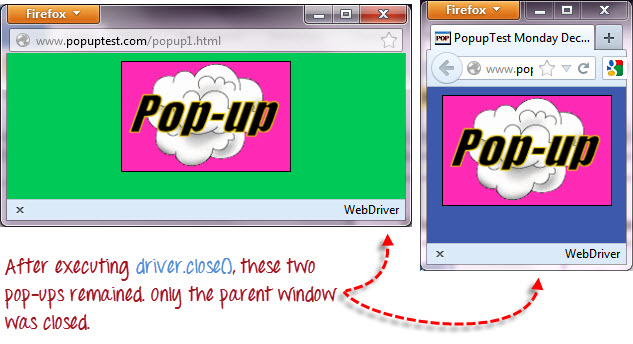 Firefox
www.popuptest.com/popup1.html
Pop-up
× WebDriver
Firefox
POP PopupTest Monday Dec...
www.pop
Pop-up
× WebDriver
After executing driver.close(), these two
pop-ups remained. Only the parent window
was closed.